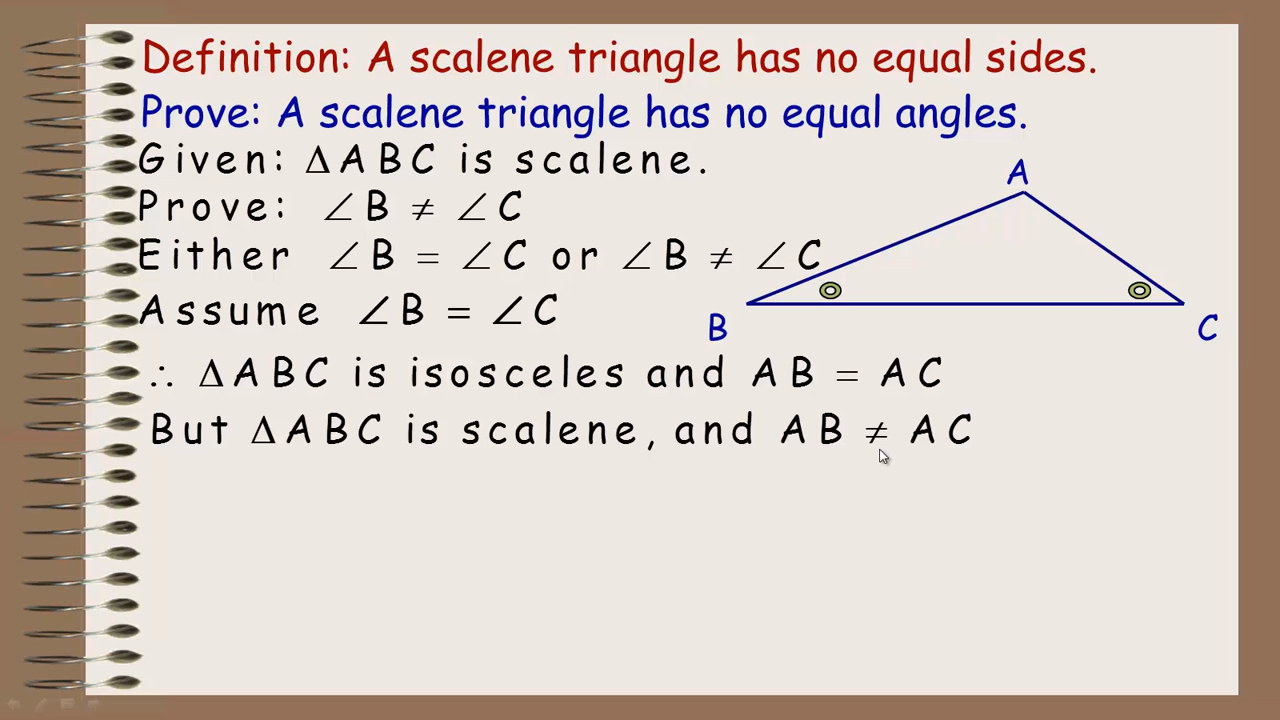 Definition: A scalene triangle has no equal sides.
Prove: A scalene triangle has no equal angles.
Given: ΔABC is scalene.
Prove: ∠B ≠ ∠C
Either ∠B = ∠C or ∠B ≠ ∠C
Assume ∠B = ∠C
∴ ΔABC is isosceles and AB = AC
But ΔABC is scalene, and AB ≠ AC
A
B
C